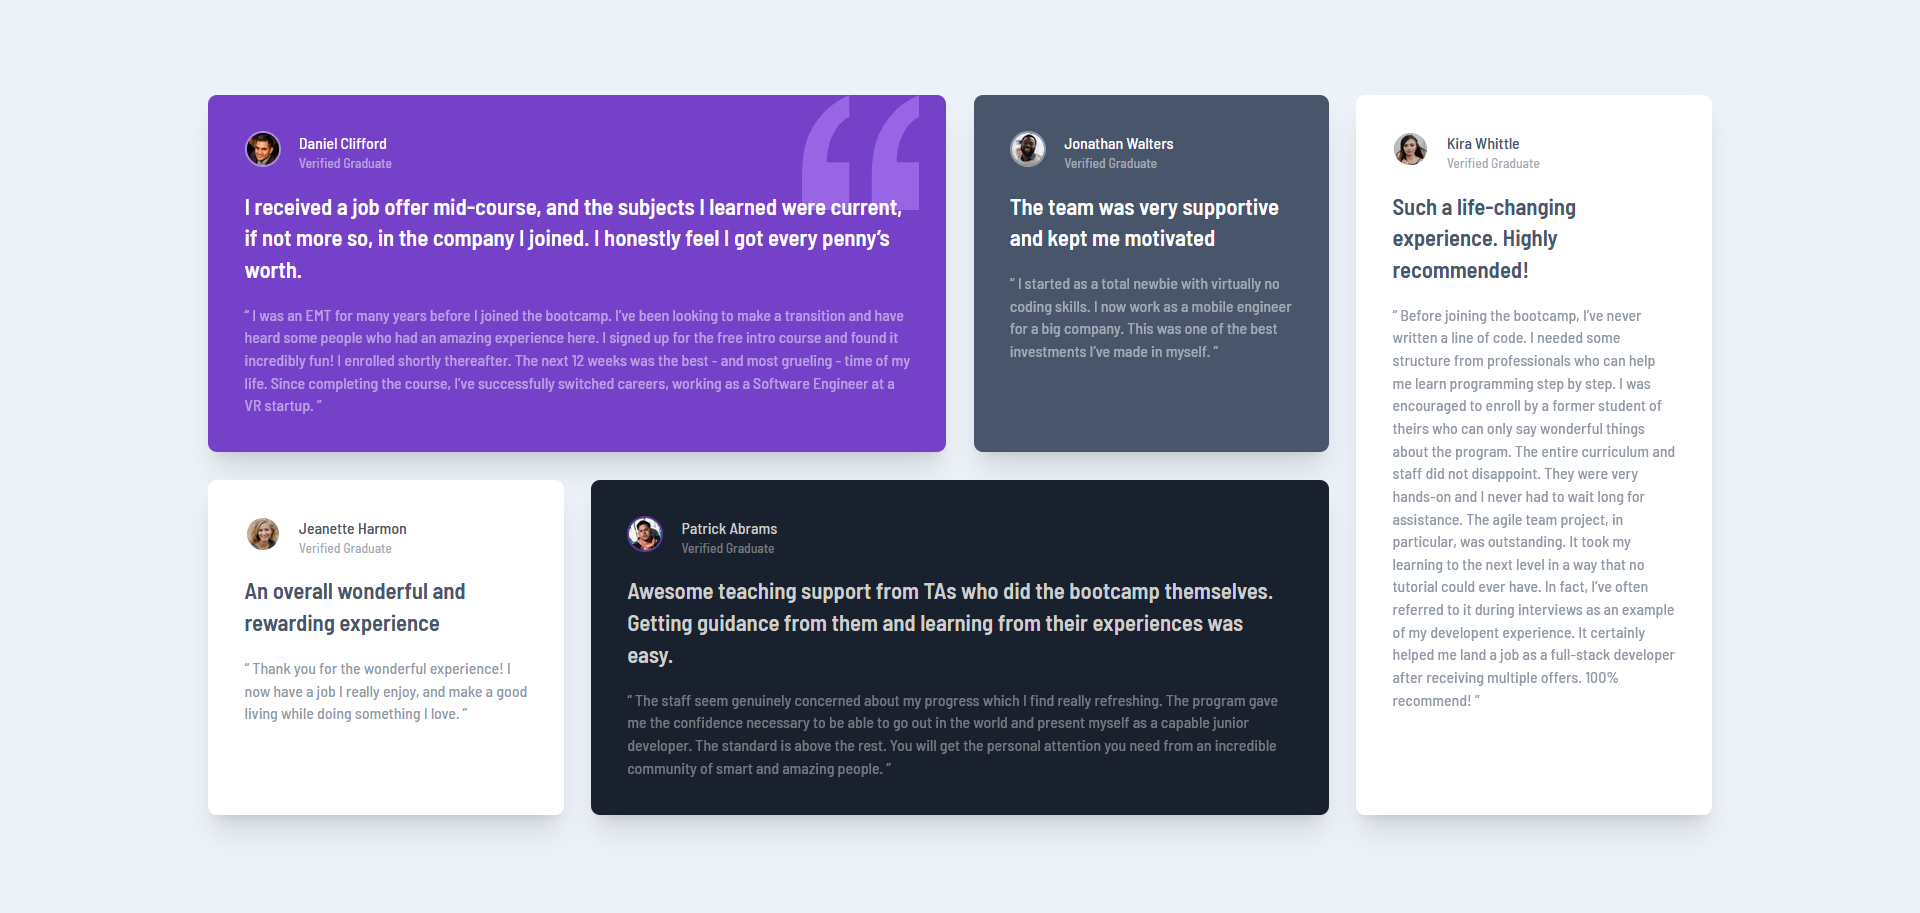 Daniel Clifford
Verified Graduate
I received a job offer mid-course, and the subjects I learned were current,
if not more so, in the company I joined. I honestly feel I got every penny’s
worth.
“ I was an EMT for many years before I joined the bootcamp. I’ve been looking to make a transition and have
heard some people who had an amazing experience here. I signed up for the free intro course and found it
incredibly fun! I enrolled shortly thereafter. The next 12 weeks was the best - and most grueling - time of my
life. Since completing the course, I’ve successfully switched careers, working as a Software Engineer at a
VR startup. ”
Jonathan Walters
Verified Graduate
The team was very supportive
and kept me motivated
“ I started as a total newbie with virtually no
coding skills. I now work as a mobile engineer
for a big company. This was one of the best
investments I’ve made in myself. ”
Kira Whittle
Verified Graduate
Such a life-changing
experience. Highly
recommended!
“ Before joining the bootcamp, I’ve never
written a line of code. I needed some
structure from professionals who can help
me learn programming step by step. I was
encouraged to enroll by a former student of
theirs who can only say wonderful things
about the program. The entire curriculum and
staff did not disappoint. They were very
hands-on and I never had to wait long for
assistance. The agile team project, in
particular, was outstanding. It took my
learning to the next level in a way that no
tutorial could ever have. In fact, I’ve often
referred to it during interviews as an example
of my developent experience. It certainly
helped me land a job as a full-stack developer
after receiving multiple offers. 100%
recommend! ”
Jeanette Harmon
Verified Graduate
An overall wonderful and
rewarding experience
“ Thank you for the wonderful experience! I
now have a job I really enjoy, and make a good
living while doing something I love. ”
Patrick Abrams
Verified Graduate
Awesome teaching support from TAs who did the bootcamp themselves.
Getting guidance from them and learning from their experiences was
easy.
“ The staff seem genuinely concerned about my progress which I find really refreshing. The program gave
me the confidence necessary to be able to go out in the world and present myself as a capable junior
developer. The standard is above the rest. You will get the personal attention you need from an incredible
community of smart and amazing people. ”